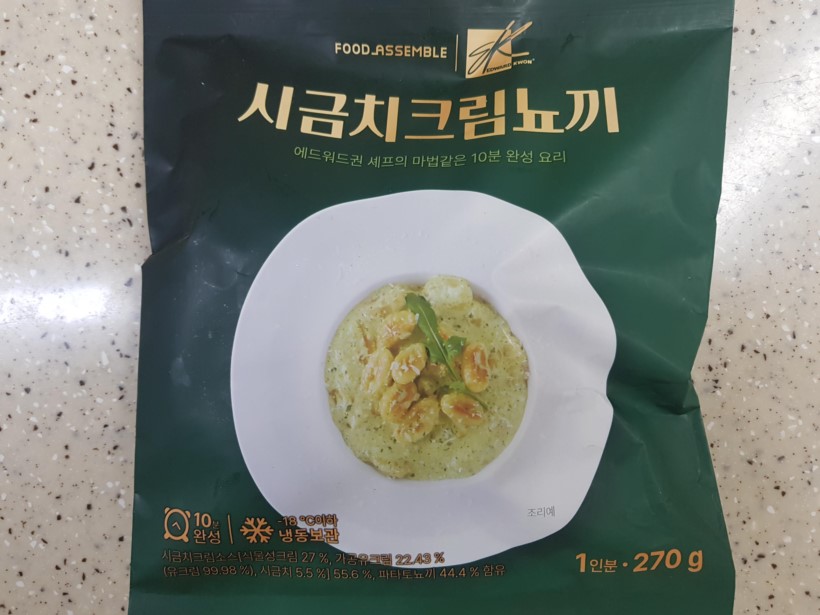 FOOD_ASSEMBLE
EDWARD KWON
시금치크림뇨끼
에드워드권 셰프의 마법같은 10분 완성 요리
조리예
10분 완성
-18 °C이하 냉동보관
시금치크림소스[식물성크림 27 %, 가공유크림 22.43 %
(유크림 99.98 %), 시금치 5.5 %] 55.6 %, 파타토뇨끼 44.4 % 함유
1인분 · 270 g